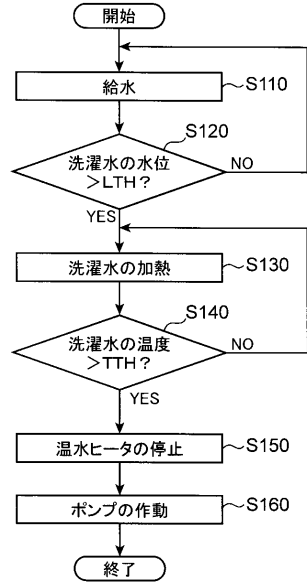 開始
給水
S110
S120
洗濯水の水位
>LTH?
NO
YES
洗濯水の加熱
S130
S140
洗濯水の温度
>TTH?
NO
YES
温水ヒータの停止
S150
ポンプの作動
S160
終了